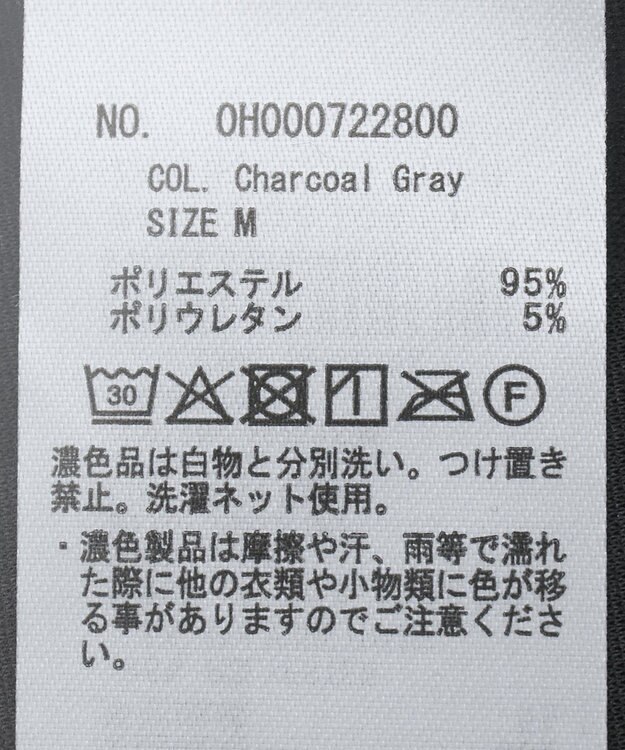 NO. OH000722800
COL. Charcoal Gray
SIZE M
ポリエステル 95%
ポリウレタン 5%
30 F
濃色品は白物と分別洗い。つけ置き
禁止。洗濯ネット使用。
・濃色製品は摩擦や汗、雨等で濡れ
た際に他の衣類や小物類に色が移
る事がありますのでご注意くださ
い。